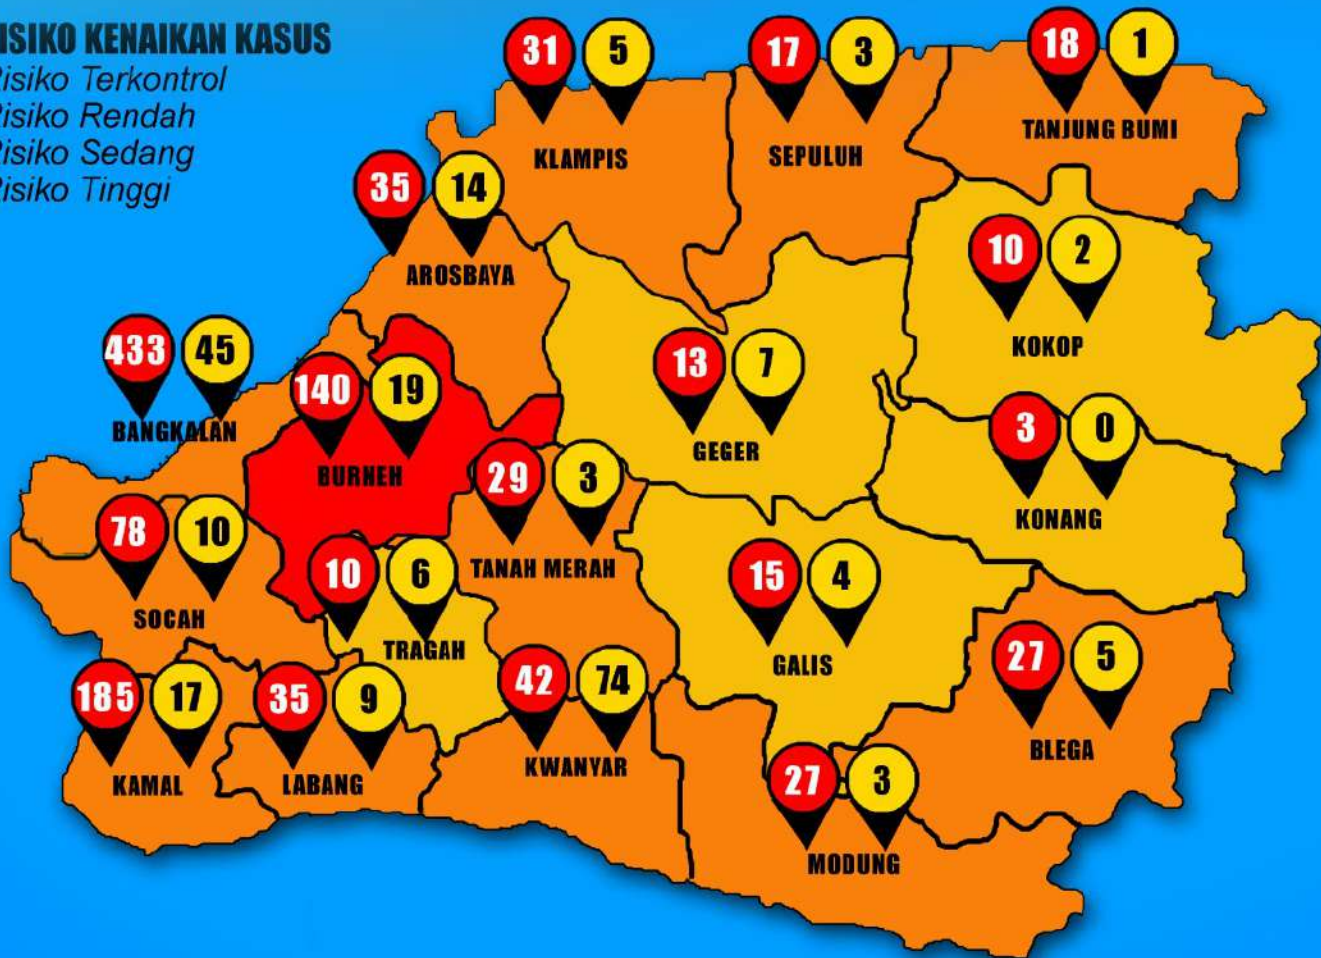 ISIKO KENAIKAN KASUS
isiko Terkontrol
isiko Rendah
isiko Sedang
isiko Tinggi
31 5
KLAMPIS
17 3
SEPULUH
18 1
TANJUNG BUMI
35 14
AROSBAYA
10 2
KOKOP
433 45
BANGKALAN
140 19
BURNEH
13 7
GEGER
3 0
KONANG
29 3
TANAH MERAH
78 10
SOCAH
10 6
TRAGAH
15 4
GALIS
27 5
BLEGA
185 17
KAMAL
35 9
LABANG
42 74
KWANYAR
27 3
MODUNG